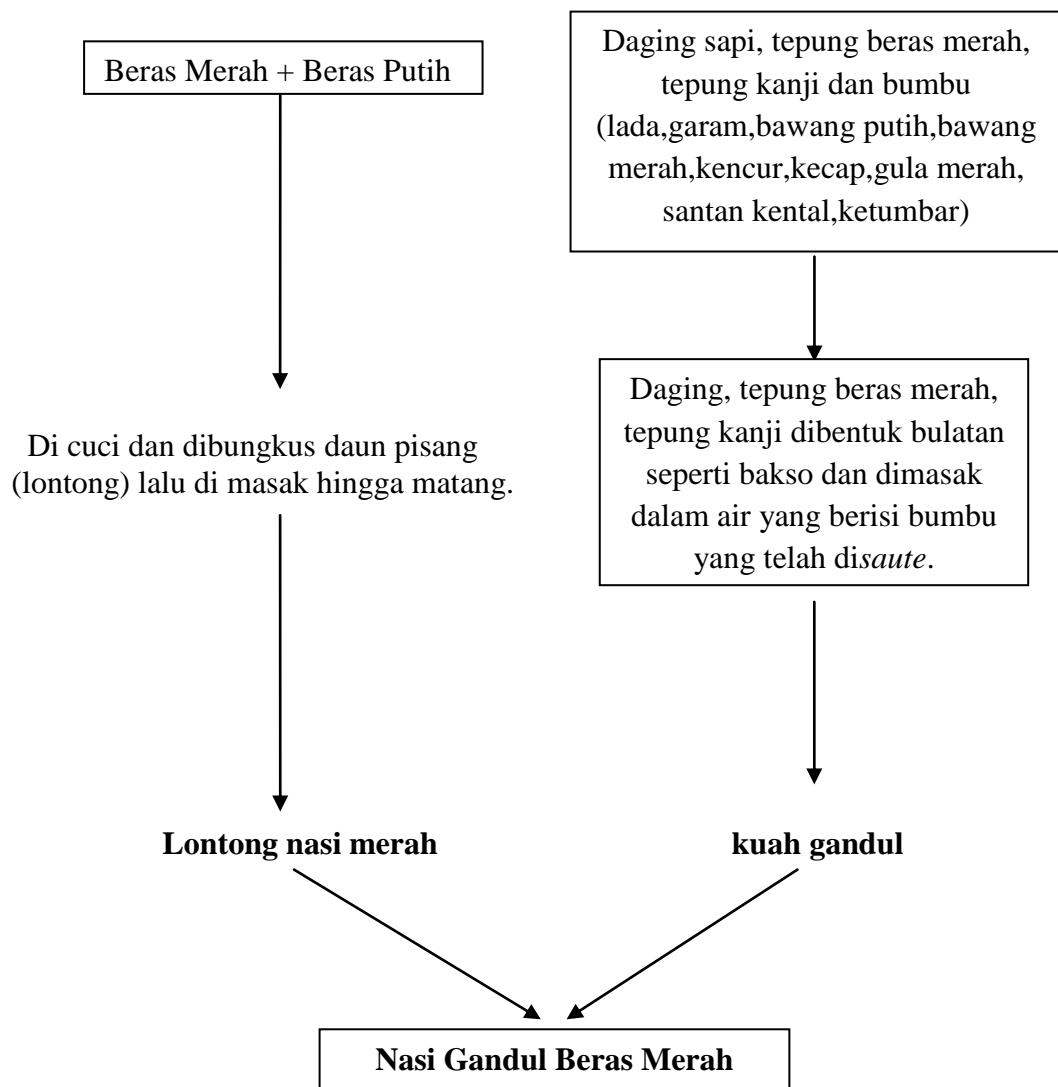 Beras Merah + Beras Putih
Daging sapi, tepung beras merah,
tepung kanji dan bumbu
(lada,garam,bawang putih,bawang
merah,kencur,kecap,gula merah,
santan kental,ketumbar)
Di cuci dan dibungkus daun pisang
(lontong) lalu di masak hingga matang.
Daging, tepung beras merah,
tepung kanji dibentuk bulatan
seperti bakso dan dimasak
dalam air yang berisi bumbu
yang telah disaute.
Lontong nasi merah
kuah gandul
Nasi Gandul Beras Merah